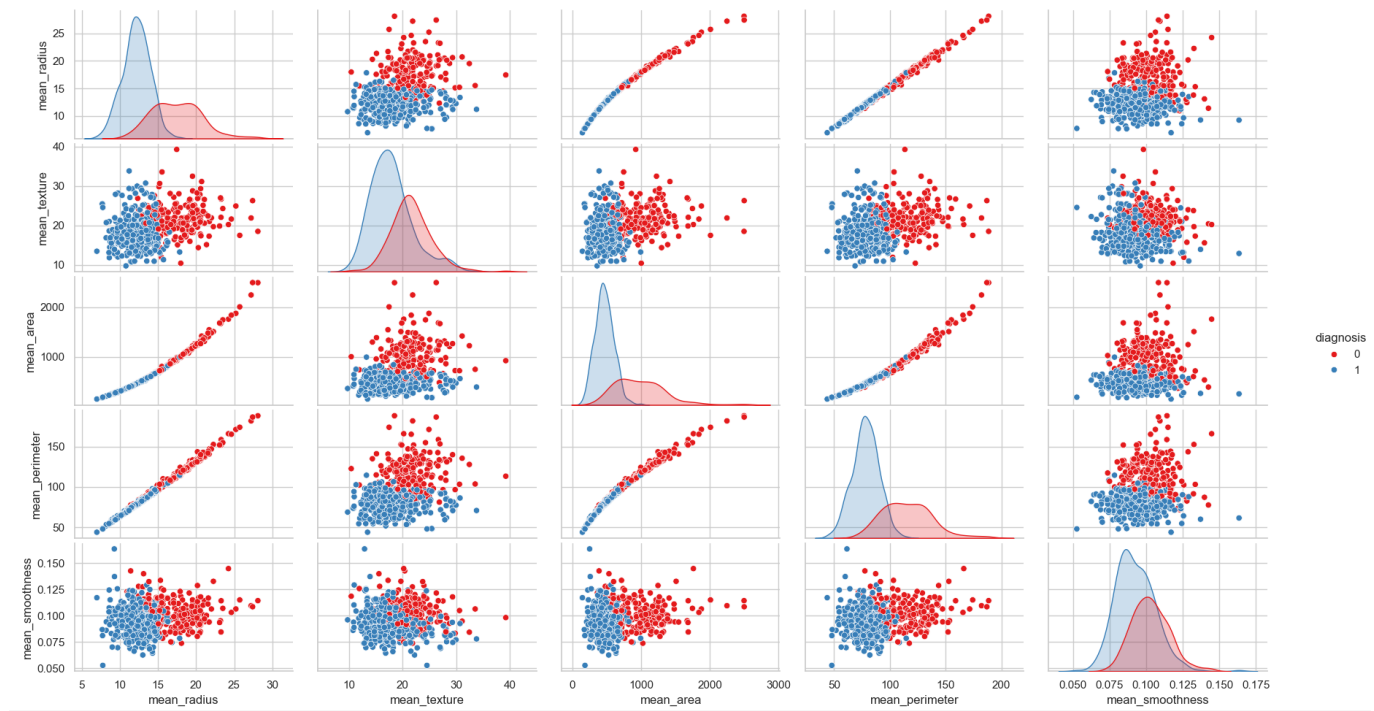 mean_radius
25
20
15
10
mean_texture
40
30
20
10
mean_area
2000
1000
diagnosis
0
1
mean_perimeter
150
100
50
mean_smoothness
0.150
0.125
0.100
0.075
0.050
5 10 15 20 25 30
10 20 30 40
0 1000 2000 3000
50 100 150 200
0.050 0.075 0.100 0.125 0.150 0.175
mean_radius mean_texture mean_area mean_perimeter mean_smoothness